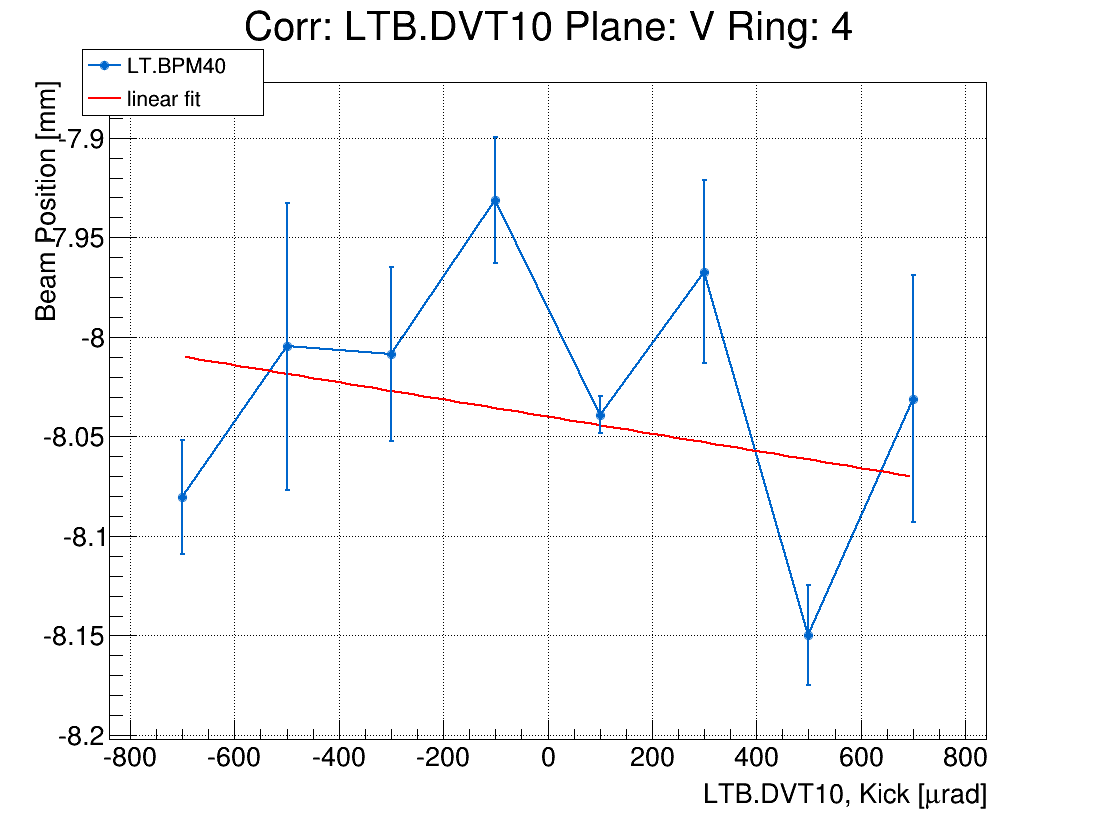 Corr: LTB.DVT10 Plane: V Ring: 4
LT.BPM40
linear fit
Beam Position [mm]
-7.9
-7.95
-8
-8.05
-8.1
-8.15
-8.2
-800 -600 -400 -200 0 200 400 600 800
LTB.DVT10, Kick [μrad]